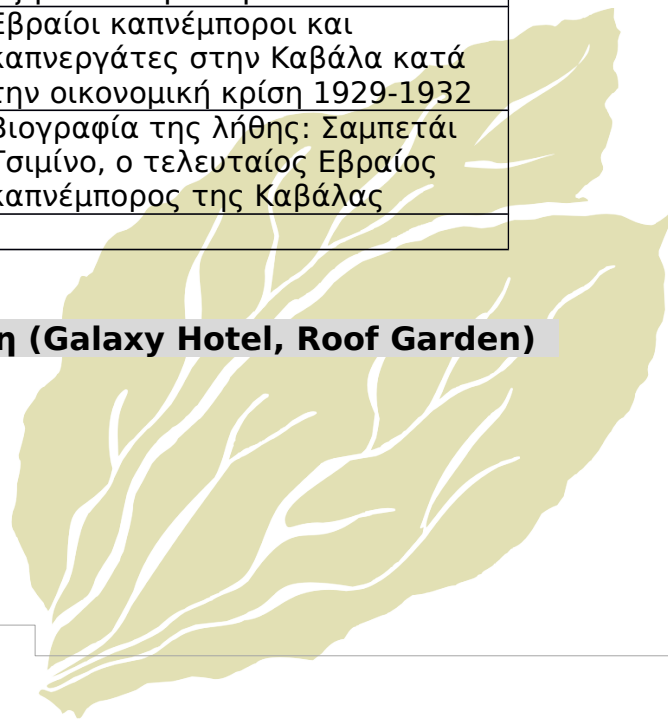 Εβραίοι καπνέμποροι και
καπνεργάτες στην Καβάλα κατά
την οικονομική κρίση 1929-1932
Βιογραφία της λήθης: Σαμπετάι
Τσιμίνο, ο τελευταίος Εβραίος
καπνέμπορος της Καβάλας
η (Galaxy Hotel, Roof Garden)